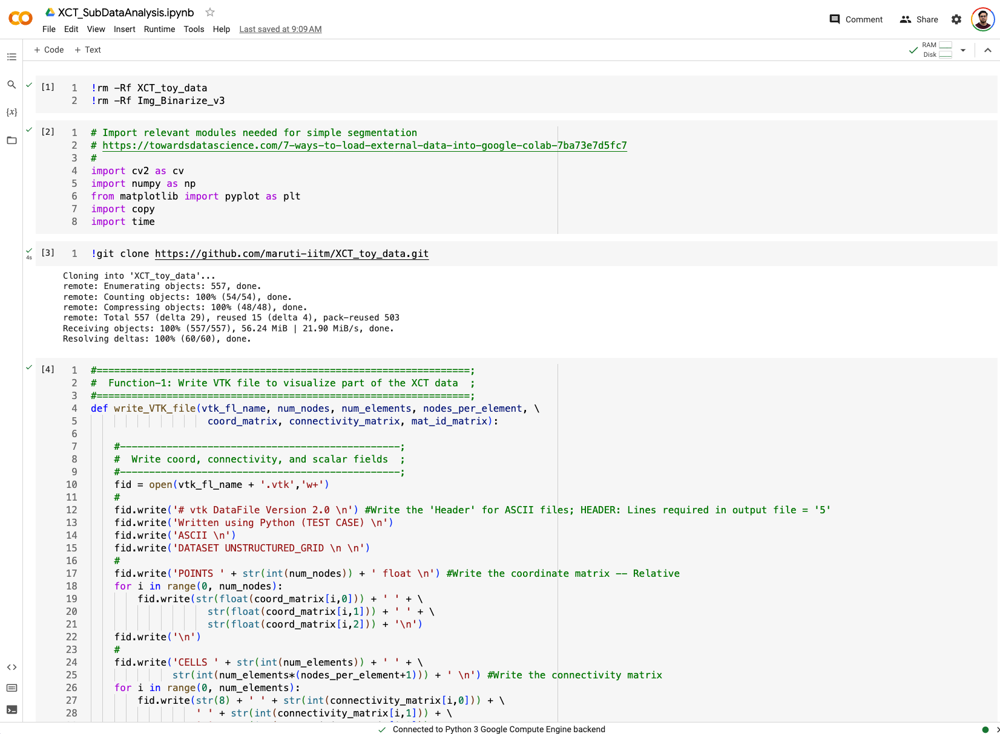 XCT_SubDataAnalysis.ipynb
File Edit View Insert Runtime Tools Help Last saved at 9:09 AM
Comment Share
+ Code + Text
RAM
Disk
[1] 1 !rm -Rf XCT_toy_data
2 !rm -Rf Img_Binarize_v3
[2] 1 # Import relevant modules needed for simple segmentation
2 # https://towardsdatascience.com/7-ways-to-load-external-data-into-google-colab-7ba73e7d5fc7
3 #
4 import cv2 as cv
5 import numpy as np
6 from matplotlib import pyplot as plt
7 import copy
8 import time
4s [3] 1 !git clone https://github.com/maruti-iitm/XCT_toy_data.git
Cloning into 'XCT_toy_data'...
remote: Enumerating objects: 557, done.
remote: Counting objects: 100% (54/54), done.
remote: Compressing objects: 100% (48/48), done.
remote: Total 557 (delta 29), reused 15 (delta 4), pack-reused 503
Receiving objects: 100% (557/557), 56.24 MiB | 21.90 MiB/s, done.
Resolving deltas: 100% (60/60), done.
[4] 1 #================================================================;
2 #  Function-1: Write VTK file to visualize part of the XCT data  ;
3 #================================================================;
4 def write_VTK_file(vtk_fl_name, num_nodes, num_elements, nodes_per_element, \
5                     coord_matrix, connectivity_matrix, mat_id_matrix):
6
7     #------------------------------------------------;
8     #  Write coord, connectivity, and scalar fields  ;
9     #------------------------------------------------;
10     fid = open(vtk_fl_name + '.vtk','w+')
11     #
12     fid.write('# vtk DataFile Version 2.0 \n') #Write the 'Header' for ASCII files; HEADER: Lines required in output file = '5'
13     fid.write('Written using Python (TEST CASE) \n')
14     fid.write('ASCII \n')
15     fid.write('DATASET UNSTRUCTURED_GRID \n \n')
16     #
17     fid.write('POINTS ' + str(int(num_nodes)) + ' float \n') #Write the coordinate matrix -- Relative
18     for i in range(0, num_nodes):
19         fid.write(str(float(coord_matrix[i,0])) + ' ' + \
20                     str(float(coord_matrix[i,1])) + ' ' + \
21                     str(float(coord_matrix[i,2])) + '\n')
22     fid.write('\n')
23     #
24     fid.write('CELLS ' + str(int(num_elements)) + ' ' + \
25               str(int(num_elements*(nodes_per_element+1))) + ' \n') #Write the connectivity matrix
26     for i in range(0, num_elements):
27         fid.write(str(8) + ' ' + str(int(connectivity_matrix[i,0])) + \
28                   ' ' + str(int(connectivity_matrix[i,1])) + \
Connected to Python 3 Google Compute Engine backend